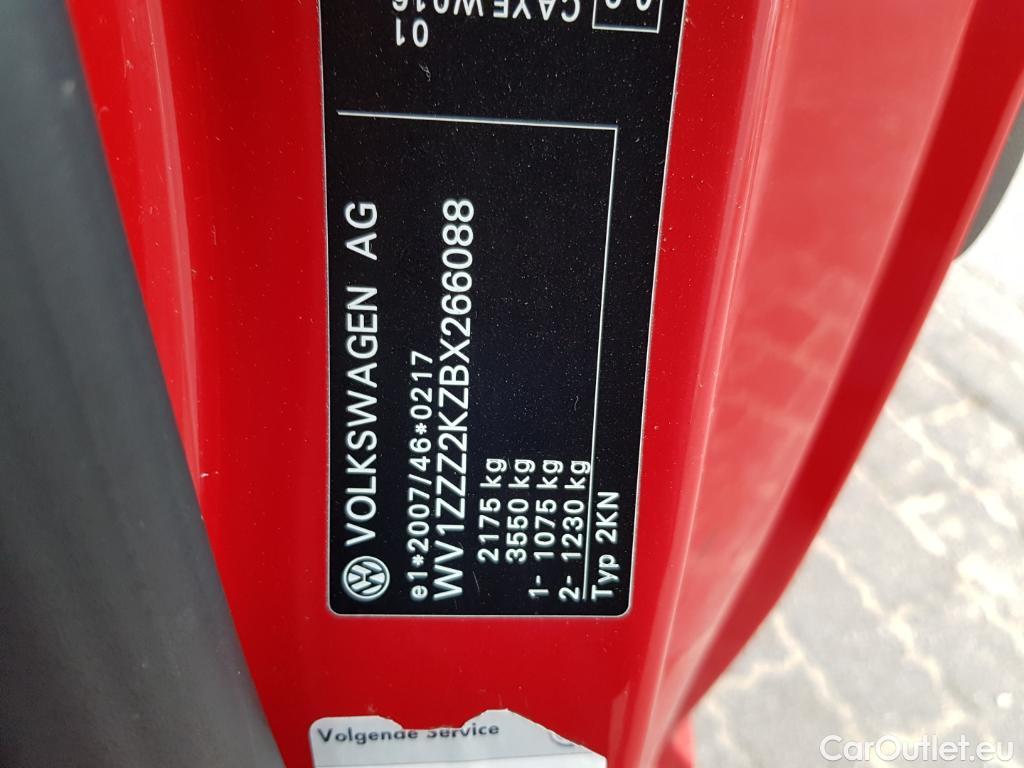 VOLKSWAGEN AG
e1*2007/46*0217
WV1ZZZ2KZBX266088
2175 kg
3550 kg
1- 1075 kg
2- 1230 kg
Typ 2KN
01
Volgende Service
CarOutlet.eu